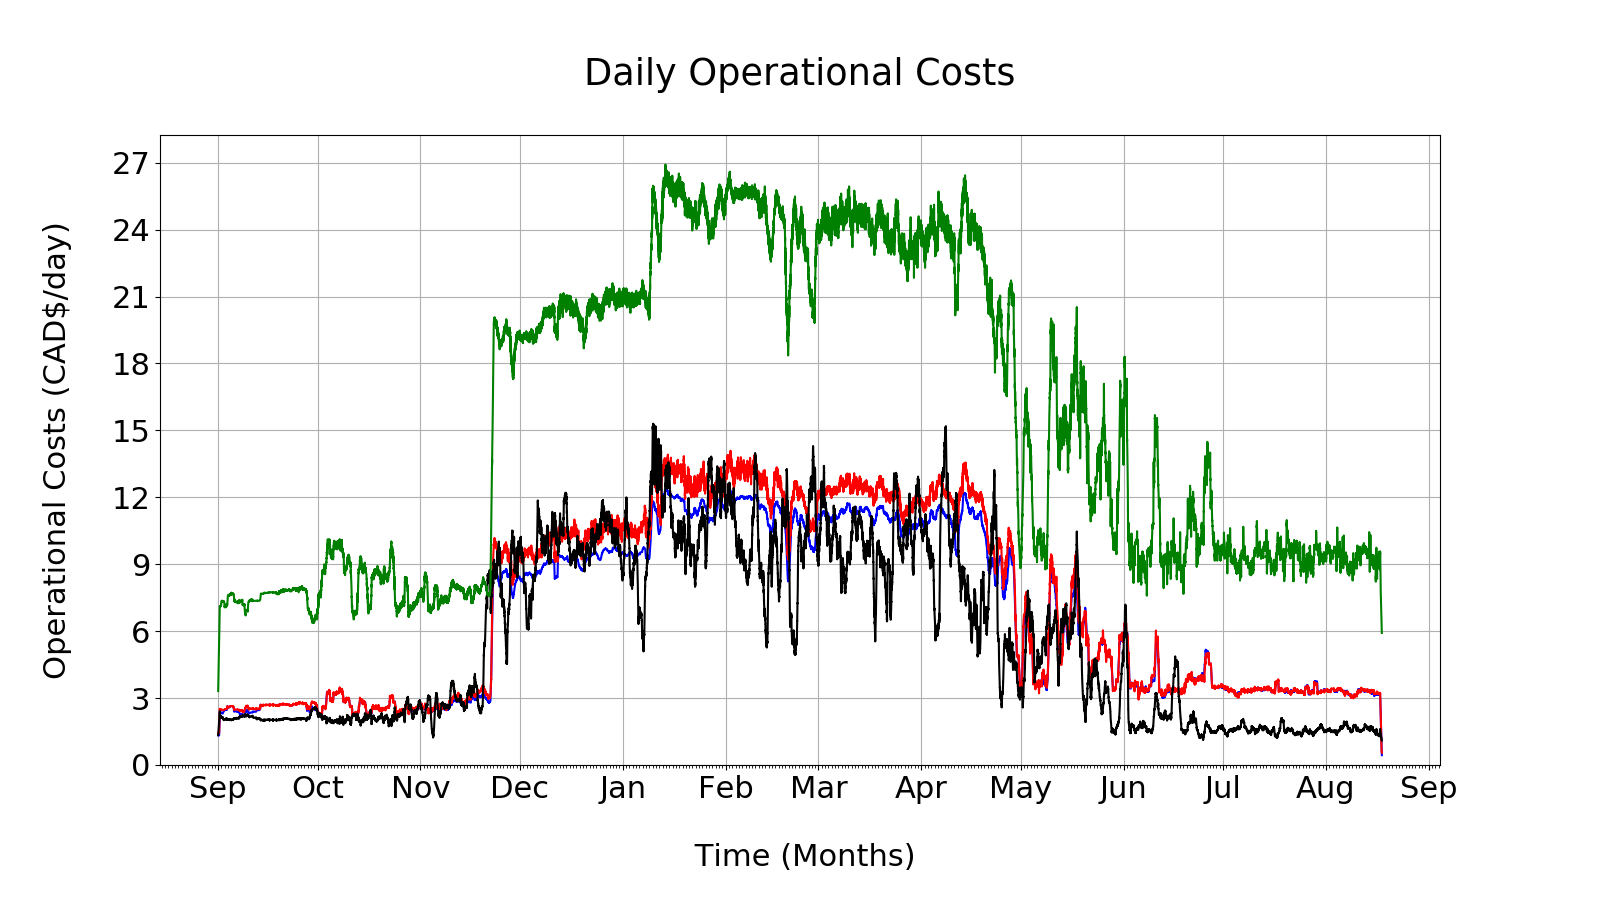 Daily Operational Costs
Operational Costs (CAD$/day)
27
24
21
18
15
12
9
6
3
0
Sep Oct Nov Dec Jan Feb Mar Apr May Jun Jul Aug Sep
Time (Months)